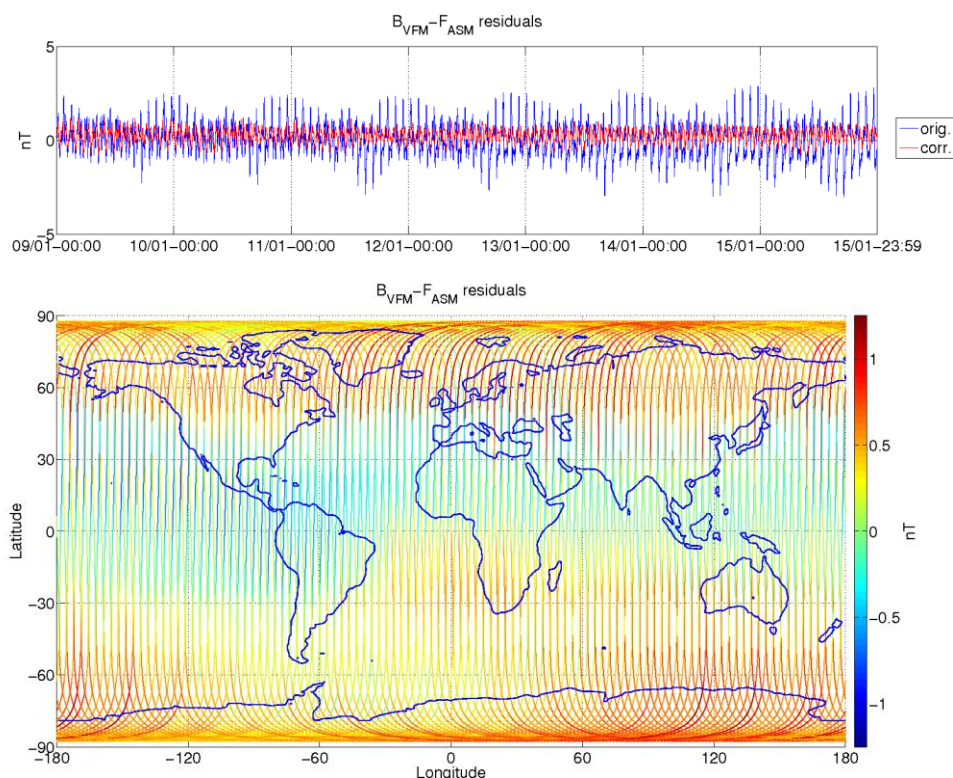 B_VFM−F_ASM residuals
5
0
−5
nT
09/01−00:00 10/01−00:00 11/01−00:00 12/01−00:00 13/01−00:00 14/01−00:00 15/01−00:00 15/01−23:59
orig.
corr.
B_VFM−F_ASM residuals
90
60
30
0
−30
−60
−90
Latitude
−180 −120 −60 0 60 120 180
Longitude
1
0.5
0
−0.5
−1
nT